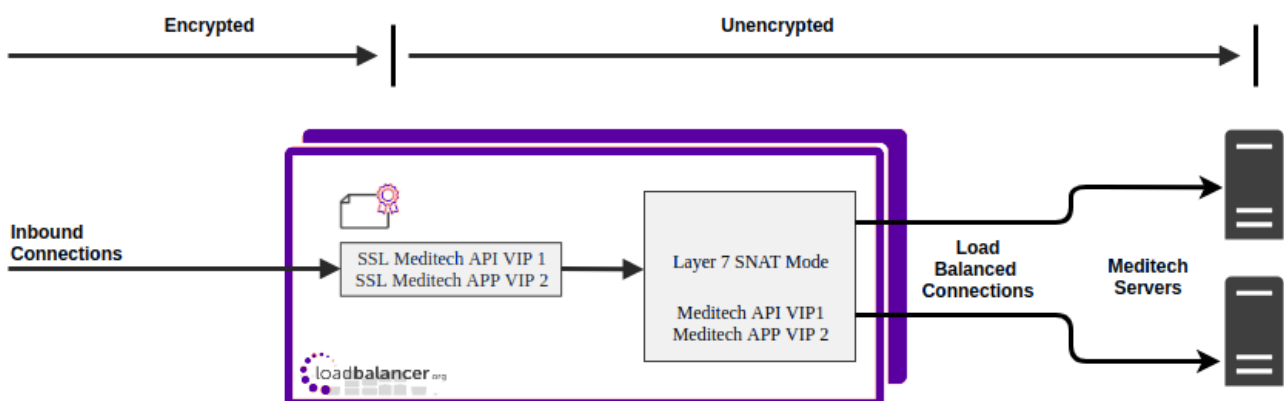 Encrypted
Unencrypted
Inbound
Connections
SSL Meditech API VIP 1
SSL Meditech APP VIP 2
Layer 7 SNAT Mode
Meditech API VIP1
Meditech APP VIP 2
Load
Balanced
Connections
Meditech
Servers
loadbalancer.org